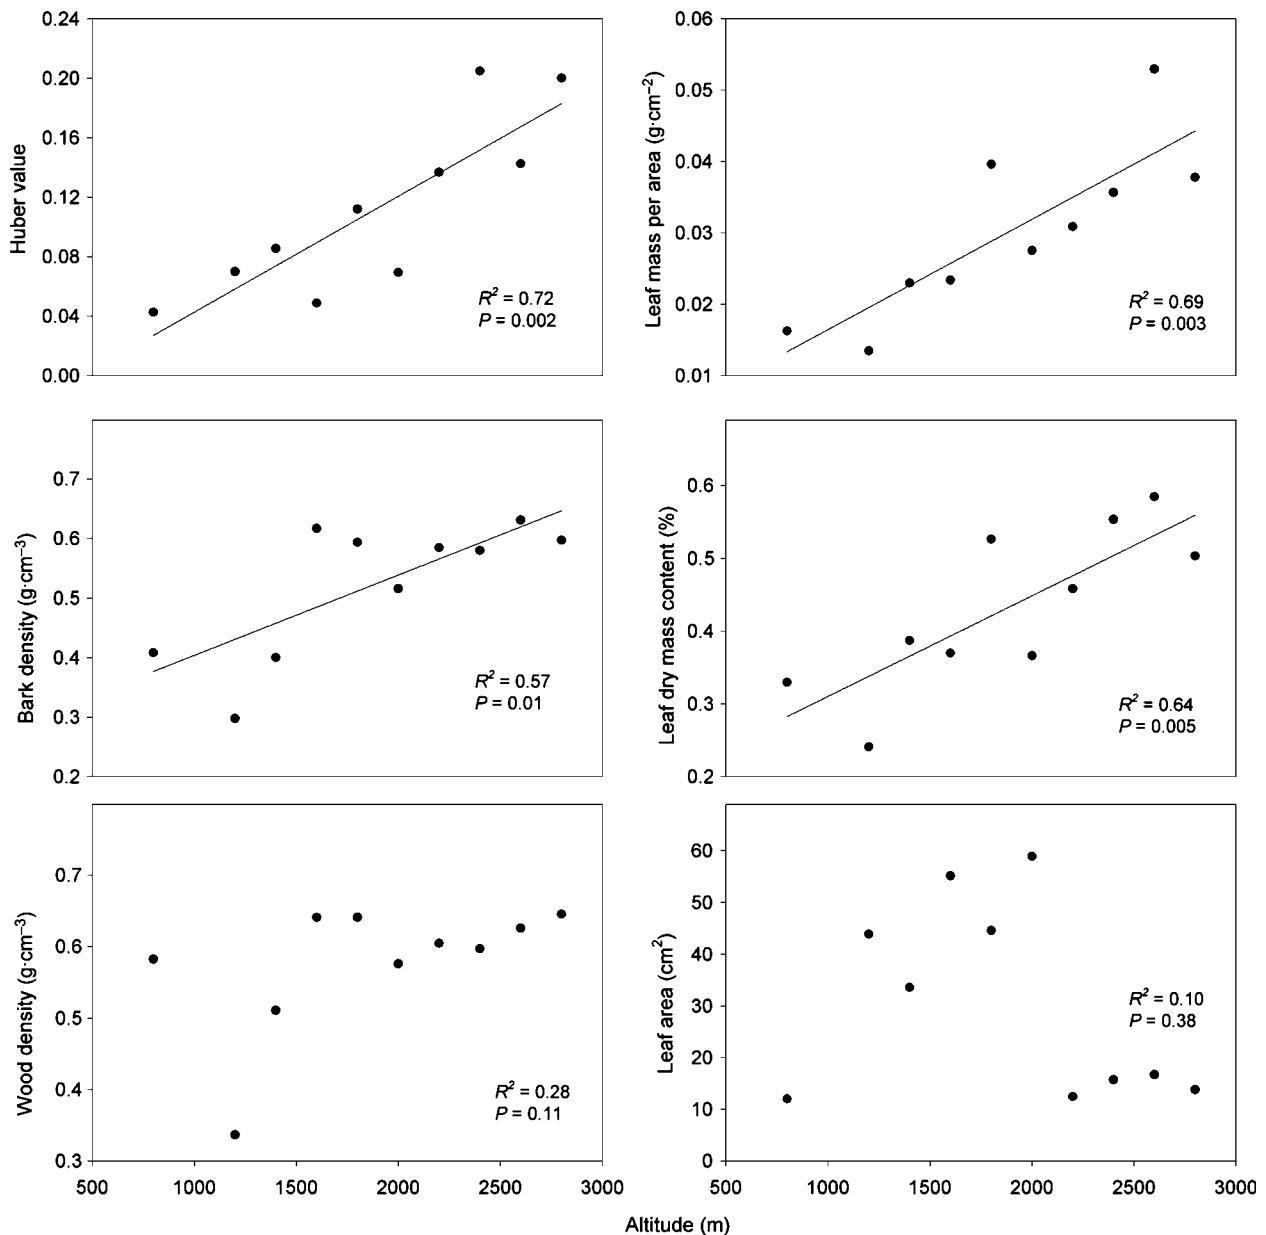 Huber value
0.24
0.20
0.16
0.12
0.08
0.04
0.00
R² = 0.72
P = 0.002
Leaf mass per area (g·cm⁻²)
0.06
0.05
0.04
0.03
0.02
0.01
R² = 0.69
P = 0.003
Bark density (g·cm⁻³)
0.7
0.6
0.5
0.4
0.3
0.2
R² = 0.57
P = 0.01
Leaf dry mass content (%)
0.6
0.5
0.4
0.3
0.2
R² = 0.64
P = 0.005
Wood density (g·cm⁻³)
0.7
0.6
0.5
0.4
0.3
R² = 0.28
P = 0.11
500 1000 1500 2000 2500 3000
Leaf area (cm²)
60
50
40
30
20
10
0
R² = 0.10
P = 0.38
500 1000 1500 2000 2500 3000
Altitude (m)